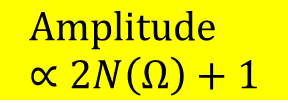 Amplitude
∝ 2N(Ω) + 1